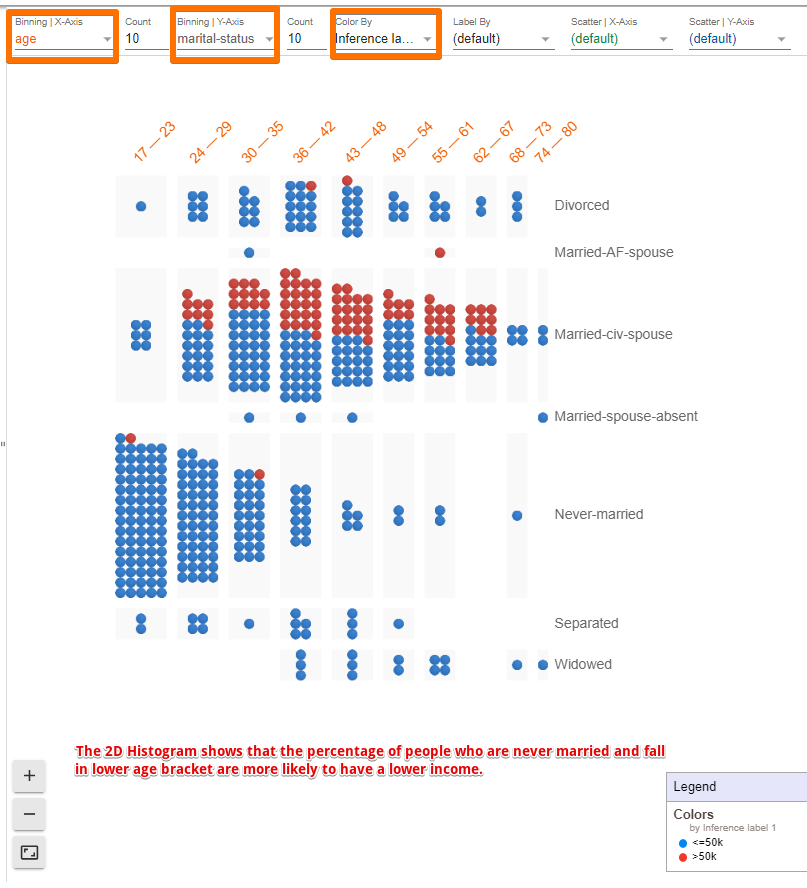 Binning | X-Axis Count Binning | Y-Axis Count Color By Label By Scatter | X-Axis Scatter | Y-Axis
age 10 marital-status 10 Inference la... (default) (default) (default)
17 — 23 24 — 29 30 — 35 36 — 42 43 — 48 49 — 54 55 — 61 62 — 67 68 — 73 74 — 80
Divorced
Married-AF-spouse
Married-civ-spouse
Married-spouse-absent
Never-married
Separated
Widowed
The 2D Histogram shows that the percentage of people who are never married and fall
in lower age bracket are more likely to have a lower income.
+
−
Legend
Colors
by Inference label 1
<=50k
>50k